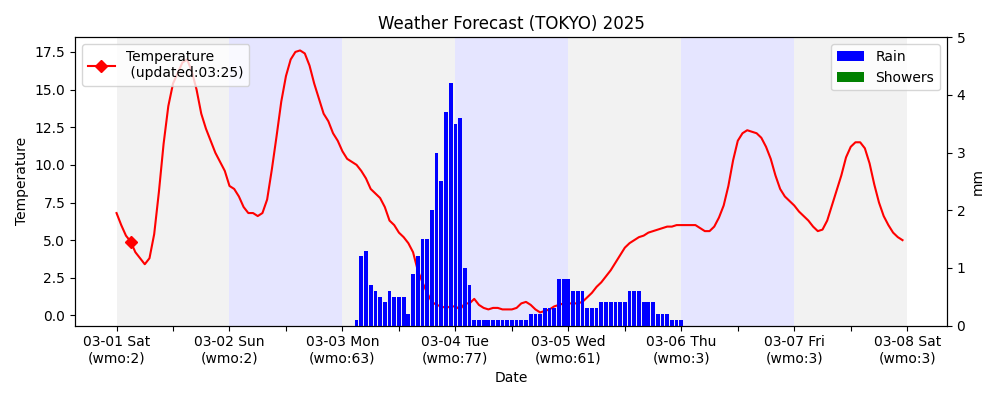 Weather Forecast (TOKYO) 2025
Temperature
(updated:03:25)
Rain
Showers
17.5
15.0
12.5
10.0
7.5
5.0
2.5
0.0
Temperature
5
4
3
2
1
0
mm
03-01 Sat
(wmo:2)
03-02 Sun
(wmo:2)
03-03 Mon
(wmo:63)
03-04 Tue
(wmo:77)
03-05 Wed
(wmo:61)
03-06 Thu
(wmo:3)
03-07 Fri
(wmo:3)
03-08 Sat
(wmo:3)
Date